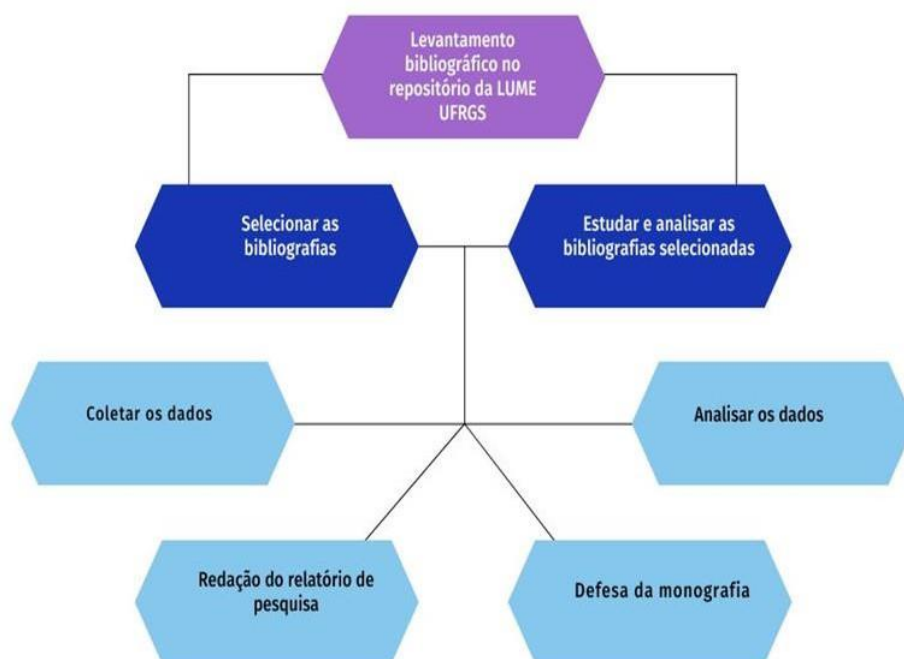 Levantamento
bibliográfico no
repositório da LUME
UFRGS
Selecionar as
bibliografias
Estudar e analisar as
bibliografias selecionadas
Coletar os dados
Analisar os dados
Redação do relatório de
pesquisa
Defesa da monografia